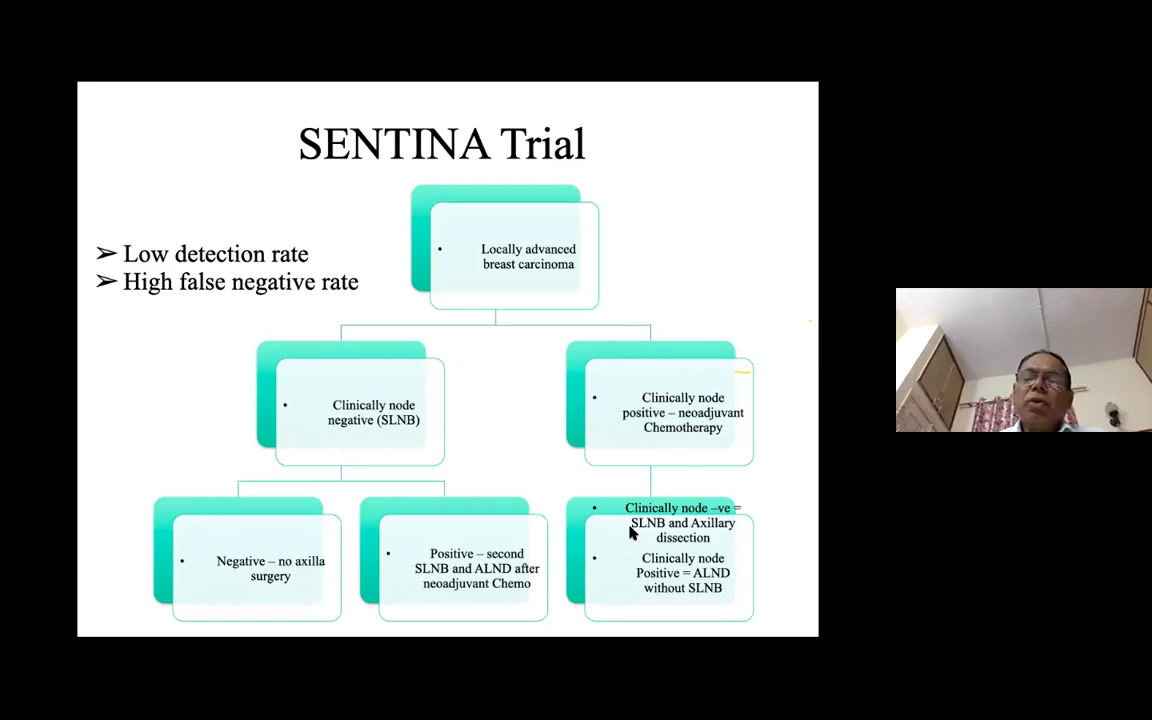 SENTINA Trial
➢ Low detection rate
➢ High false negative rate
• Locally advanced
breast carcinoma
• Clinically node
negative (SLNB)
• Clinically node
positive – neoadjuvant
Chemotherapy
• Negative – no axilla
surgery
• Positive – second
SLNB and ALND after
neoadjuvant Chemo
• Clinically node –ve =
SLNB and Axillary
dissection
• Clinically node
Positive = ALND
without SLNB